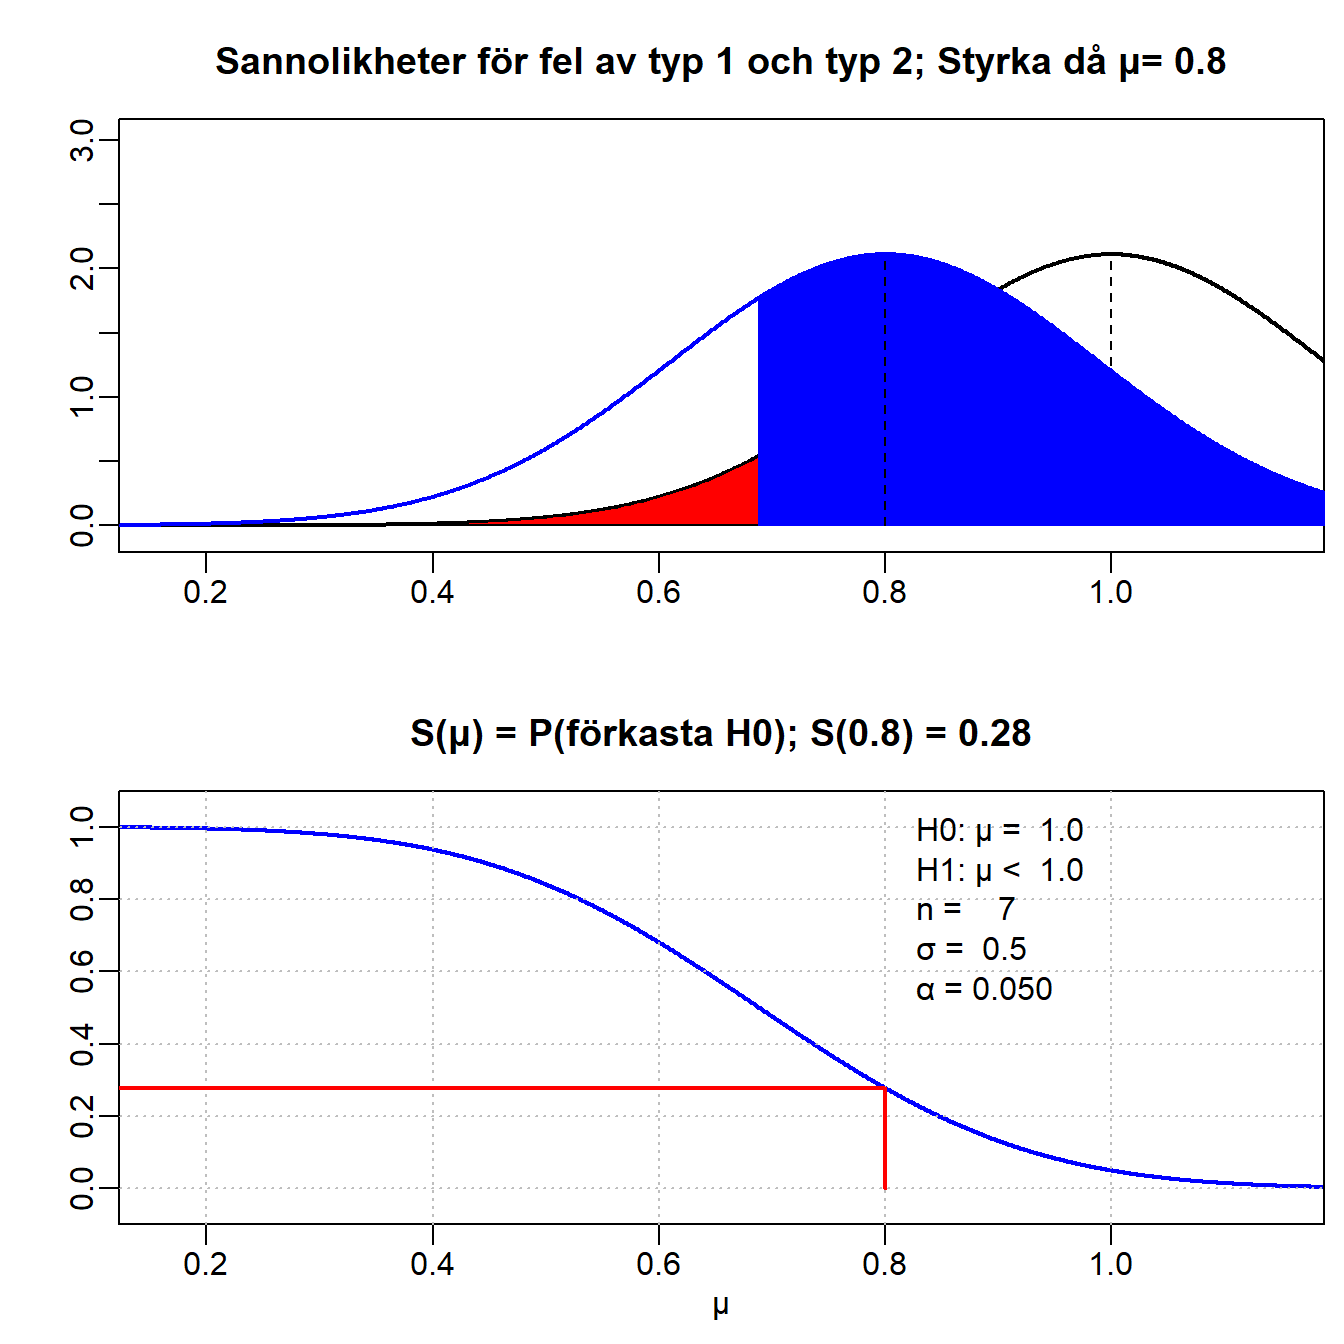 Sannolikheter för fel av typ 1 och typ 2; Styrka då μ= 0.8
3.0
2.0
1.0
0.0
0.2 0.4 0.6 0.8 1.0
S(μ) = P(förkasta H0); S(0.8) = 0.28
1.0
0.8
0.6
0.4
0.2
0.0
H0: μ = 1.0
H1: μ < 1.0
n = 7
σ = 0.5
α = 0.050
0.2 0.4 0.6 0.8 1.0
μ